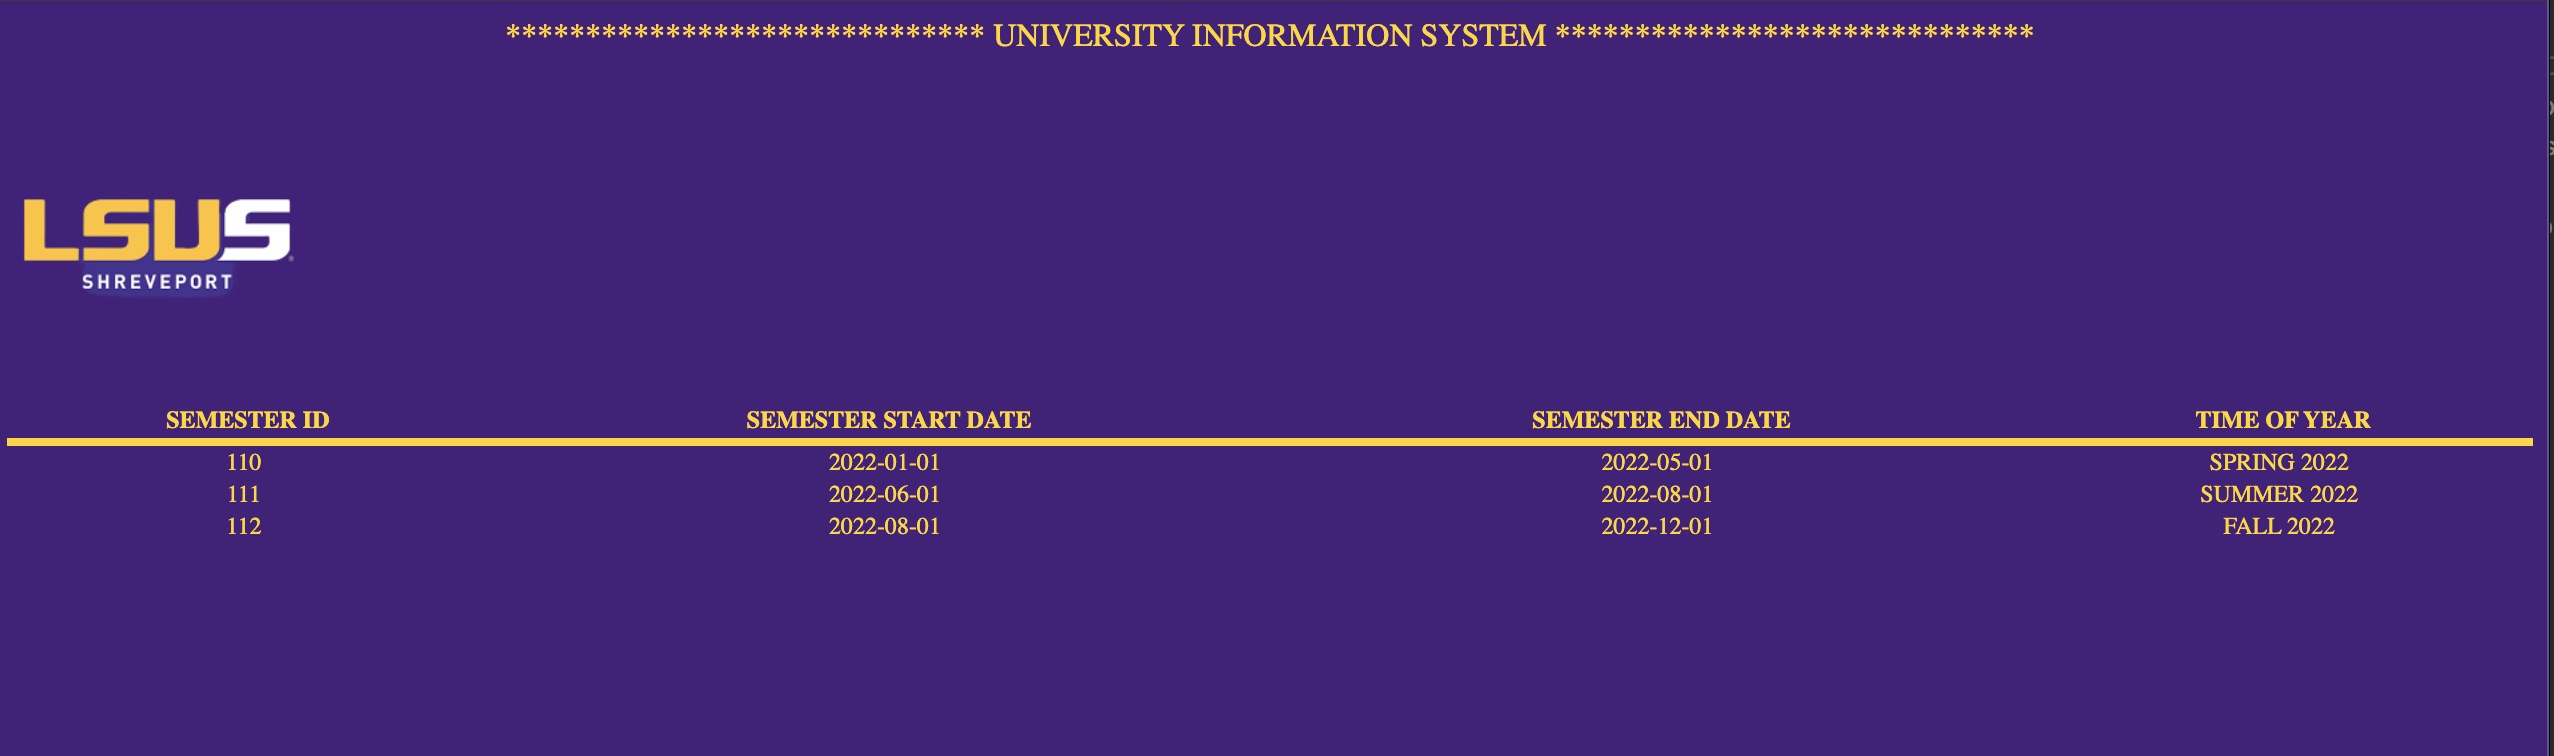 ****************************** UNIVERSITY INFORMATION SYSTEM ******************************
LSUS
SHREVEPORT
SEMESTER ID SEMESTER START DATE SEMESTER END DATE TIME OF YEAR
110 2022-01-01 2022-05-01 SPRING 2022
111 2022-06-01 2022-08-01 SUMMER 2022
112 2022-08-01 2022-12-01 FALL 2022